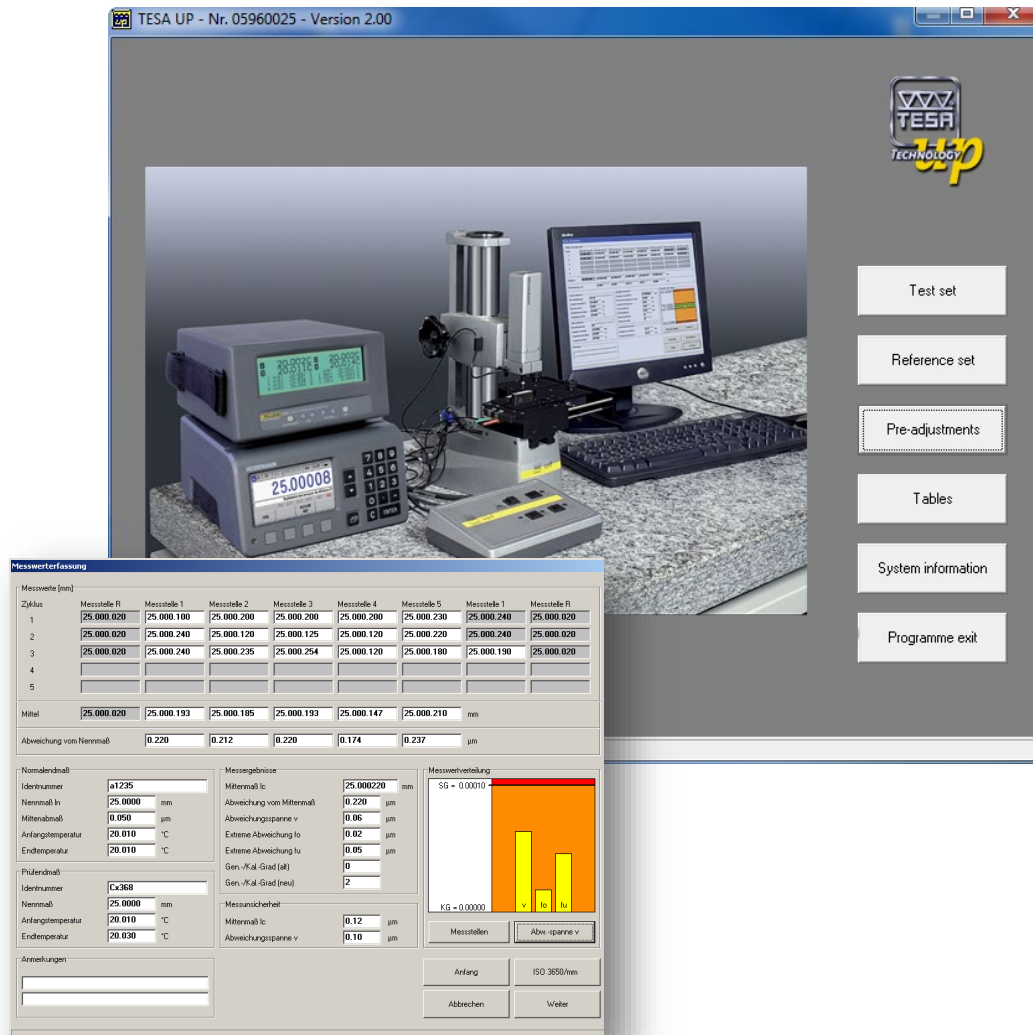 TESA UP - Nr. 05960025 - Version 2.00
TESA
TECHNOLOGY
up
Test set
Reference set
Pre-adjustments
Tables
System information
Programme exit
25.00008
ENTER
Messwerterfassung
Messwerte [mm]
Zyklus Messstelle R Messstelle 1 Messstelle 2 Messstelle 3 Messstelle 4 Messstelle 5 Messstelle 1 Messstelle R
1 25.000.020 25.000.100 25.000.200 25.000.200 25.000.200 25.000.230 25.000.240 25.000.020
2 25.000.020 25.000.240 25.000.120 25.000.125 25.000.120 25.000.220 25.000.240 25.000.020
3 25.000.020 25.000.240 25.000.235 25.000.254 25.000.120 25.000.180 25.000.190 25.000.020
4
5
Mittel 25.000.020 25.000.193 25.000.185 25.000.193 25.000.147 25.000.210 mm
Abweichung vom Nennmaß 0.220 0.212 0.220 0.174 0.237 µm
Normalendmaß
Identnummer a1235
Nennmaß ln 25.0000 mm
Mittenabmaß 0.050 µm
Anfangstemperatur 20.010 °C
Endtemperatur 20.010 °C
Prüfendmaß
Identnummer Cx368
Nennmaß 25.0000 mm
Anfangstemperatur 20.010 °C
Endtemperatur 20.030 °C
Anmerkungen
Messergebnisse
Mittenmaß lc 25.000220 mm
Abweichung vom Mittenmaß 0.220 µm
Abweichungsspanne v 0.06 µm
Extreme Abweichung fo 0.02 µm
Extreme Abweichung fu 0.05 µm
Gen.-/Kal.-Grad (alt) 0
Gen.-/Kal.-Grad (neu) 2
Messunsicherheit
Mittenmaß lc 0.12 µm
Abweichungsspanne v 0.10 µm
Messwertverteilung
SG = 0.00010
KG = 0.00000
v fo fu
Messstellen Abw.-spanne v
Anfang ISO 3650/mm
Abbrechen Weiter